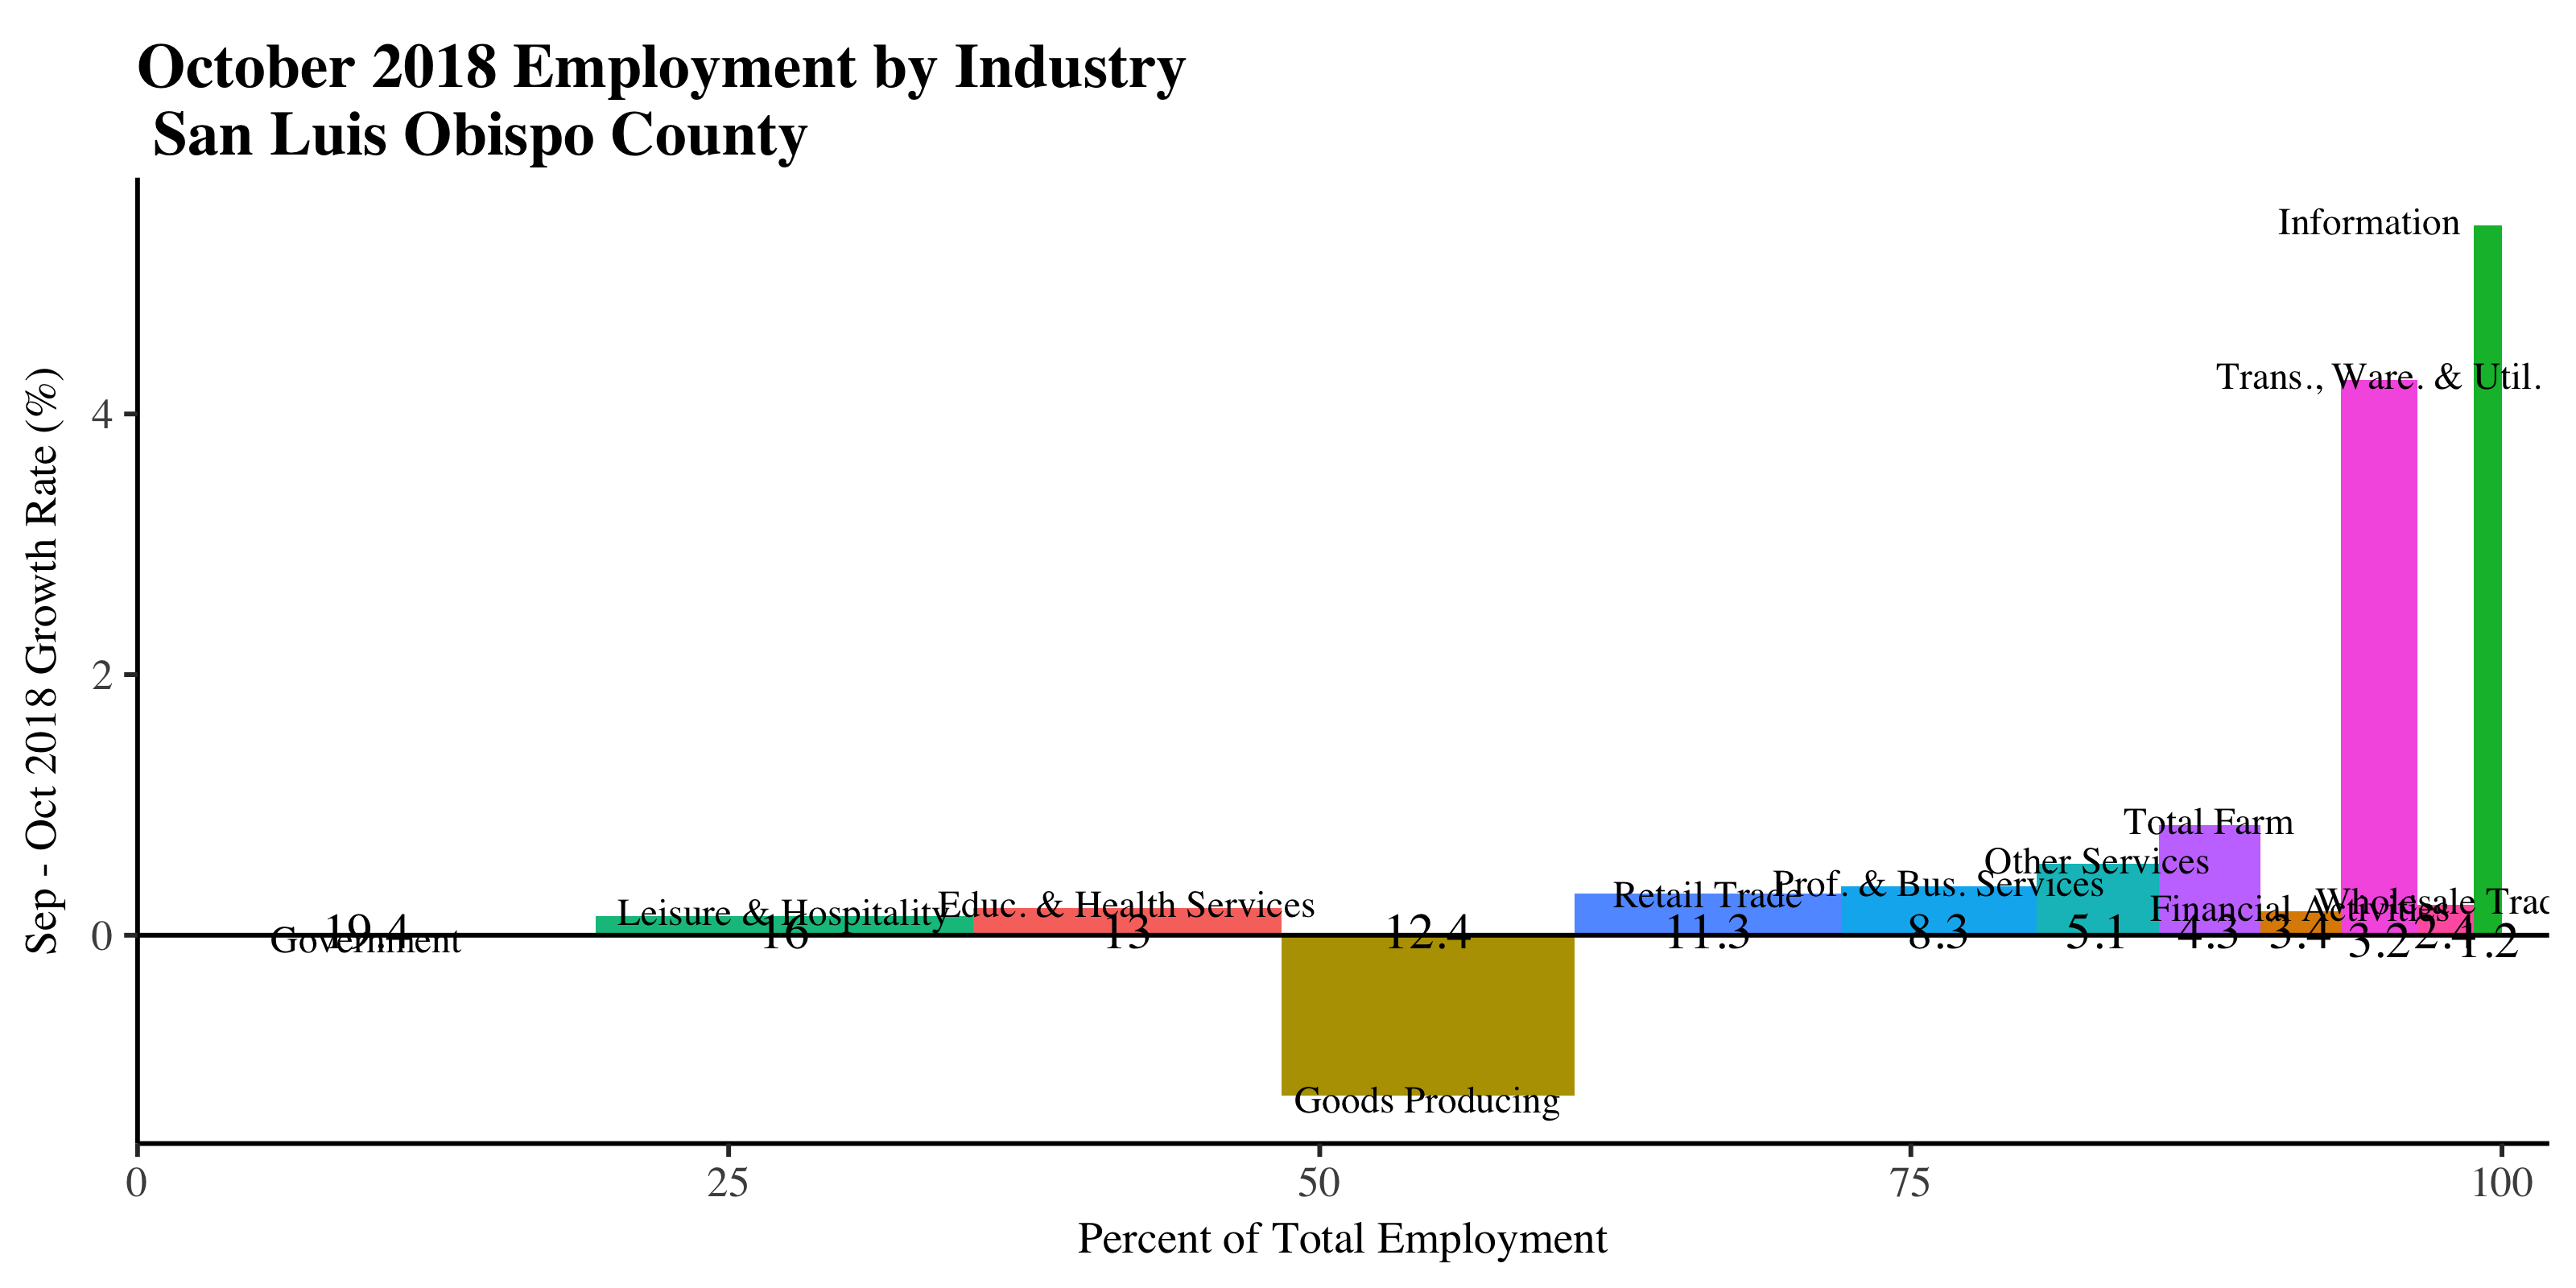 October 2018 Employment by Industry
San Luis Obispo County
Information
Trans., Ware. & Util.
4
2
Total Farm
Other Services
Prof. & Bus. Services
Retail Trade
Wholesale Trad
Educ. & Health Services
Financial Activities
Leisure & Hospitality
Government
0
19.4
16
13
12.4
11.3
8.3
5.1
4.3
3.4
3.2
2.4
1.2
Goods Producing
Sep - Oct 2018 Growth Rate (%)
0
25
50
75
100
Percent of Total Employment